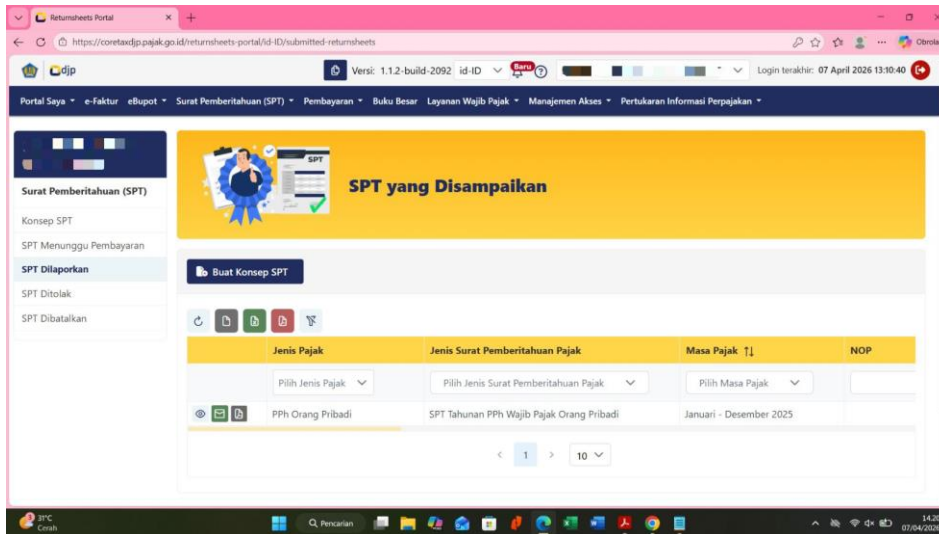 Returnsheets Portal
https://coretaxdjp.pajak.go.id/returnsheets-portal/id-ID/submitted-returnsheets
Obrola
djp
Versi: 1.1.2-build-2092
id-ID
Baru
Login terakhir: 07 April 2026 13:10:40
Portal Saya e-Faktur eBupot Surat Pemberitahuan (SPT) Pembayaran Buku Besar Layanan Wajib Pajak Manajemen Akses Pertukaran Informasi Perpajakan
Surat Pemberitahuan (SPT)
Konsep SPT
SPT Menunggu Pembayaran
SPT Dilaporkan
SPT Ditolak
SPT Dibatalkan
SPT
SPT yang Disampaikan
Buat Konsep SPT
Jenis Pajak Jenis Surat Pemberitahuan Pajak Masa Pajak NOP
Pilih Jenis Pajak Pilih Jenis Surat Pemberitahuan Pajak Pilih Masa Pajak
PPh Orang Pribadi SPT Tahunan PPh Wajib Pajak Orang Pribadi Januari - Desember 2025
1 10
31°C
Cerah
Pencarian
14.20
07/04/2026